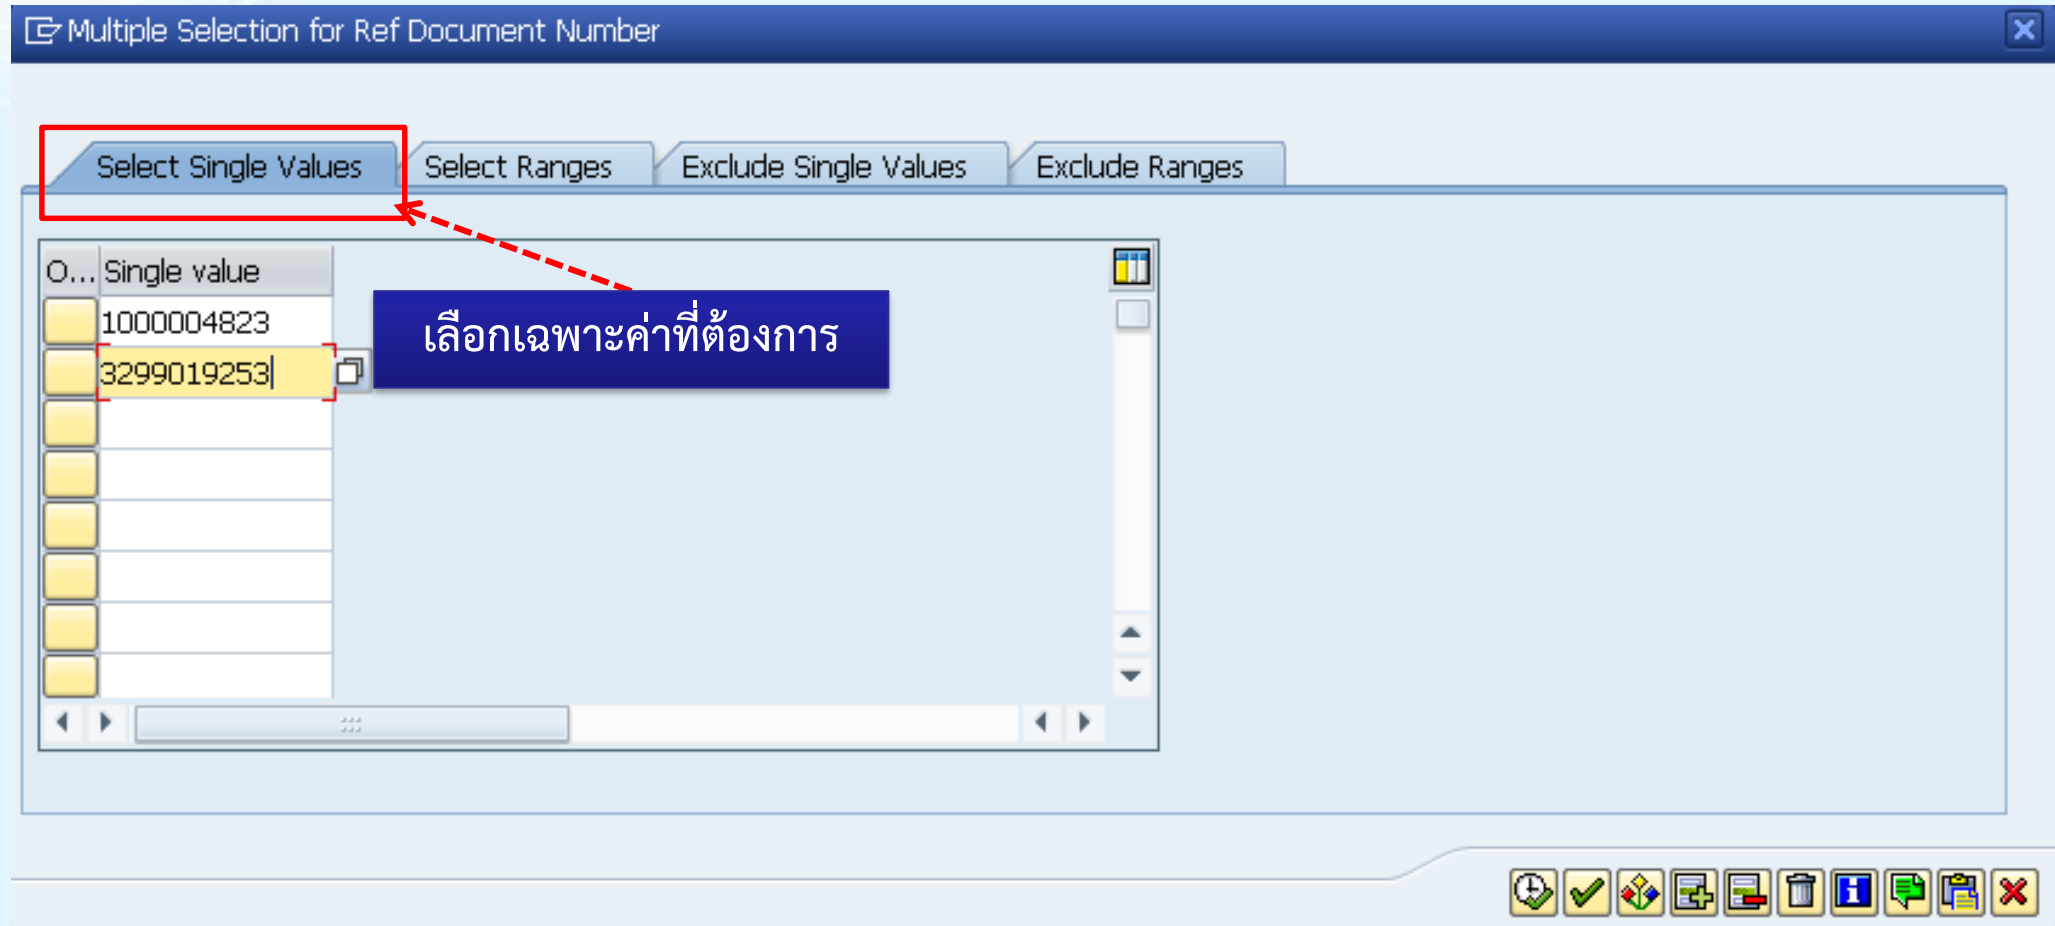 Multiple Selection for Ref Document Number
Select Single Values
Select Ranges
Exclude Single Values
Exclude Ranges
O... Single value
1000004823
3299019253
เลือกเฉพาะค่าที่ต้องการ